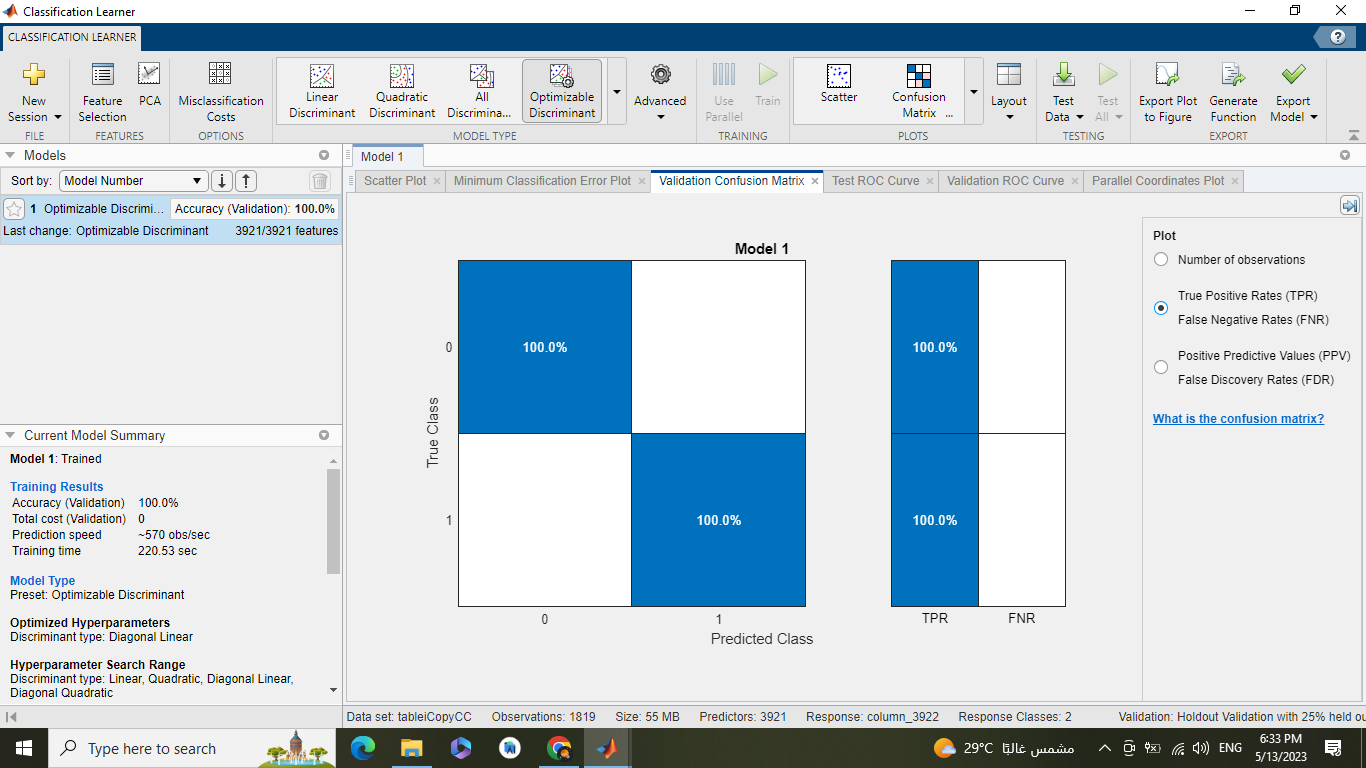 Classification Learner
CLASSIFICATION LEARNER
?
New
Session
FILE
Feature
Selection
PCA
FEATURES
Misclassification
Costs
OPTIONS
Linear
Discriminant
Quadratic
Discriminant
All
Discrimina...
Optimizable
Discriminant
MODEL TYPE
Advanced
Use
Parallel
Train
TRAINING
Scatter
Confusion
Matrix ...
PLOTS
Layout
Test
Data
Test
All
TESTING
Export Plot
to Figure
Generate
Function
Export
Model
EXPORT
Models
Sort by: Model Number
1 Optimizable Discrimi... Accuracy (Validation): 100.0%
Last change: Optimizable Discriminant 3921/3921 features
Current Model Summary
Model 1: Trained
Training Results
Accuracy (Validation) 100.0%
Total cost (Validation) 0
Prediction speed ~570 obs/sec
Training time 220.53 sec
Model Type
Preset: Optimizable Discriminant
Optimized Hyperparameters
Discriminant type: Diagonal Linear
Hyperparameter Search Range
Discriminant type: Linear, Quadratic, Diagonal Linear,
Diagonal Quadratic
Model 1
Scatter Plot Minimum Classification Error Plot Validation Confusion Matrix Test ROC Curve Validation ROC Curve Parallel Coordinates Plot
Model 1
True Class
0
100.0%
100.0%
1
100.0%
100.0%
0 1
TPR FNR
Predicted Class
Plot
Number of observations
True Positive Rates (TPR)
False Negative Rates (FNR)
Positive Predictive Values (PPV)
False Discovery Rates (FDR)
What is the confusion matrix?
Data set: tableiCopyCC Observations: 1819 Size: 55 MB Predictors: 3921 Response: column_3922 Response Classes: 2 Validation: Holdout Validation with 25% held ou
Type here to search
29°C مشمس غالبًا
ENG
6:33 PM
5/13/2023